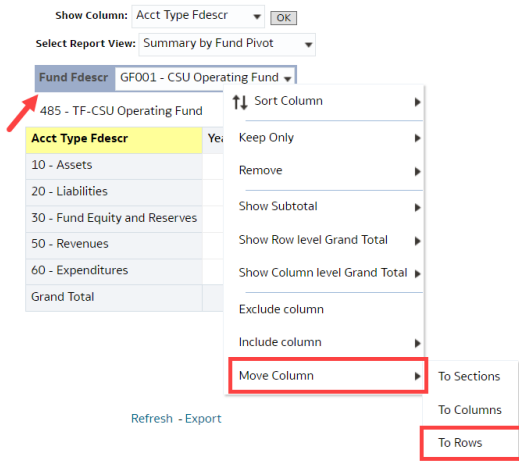 Show Column: Acct Type Fdescr OK
Select Report View: Summary by Fund Pivot
Fund Fdescr GF001 - CSU Operating Fund
485 - TF-CSU Operating Fund
Acct Type Fdescr Yea
10 - Assets
20 - Liabilities
30 - Fund Equity and Reserves
50 - Revenues
60 - Expenditures
Grand Total
Sort Column
Keep Only
Remove
Show Subtotal
Show Row level Grand Total
Show Column level Grand Total
Exclude column
Include column
Move Column
To Sections
To Columns
To Rows
Refresh - Export